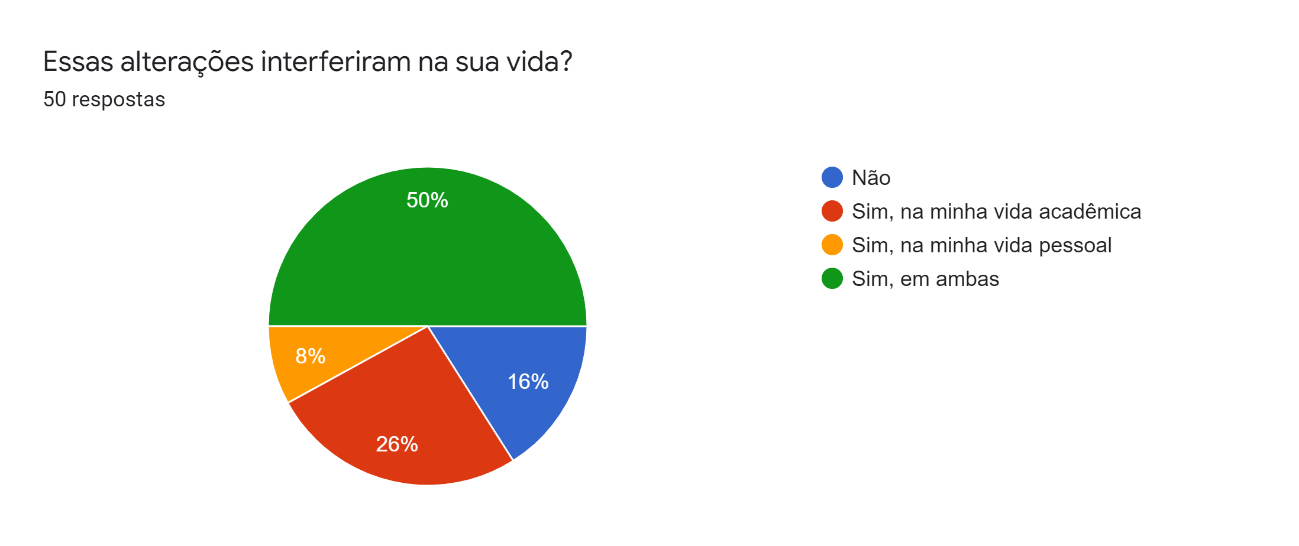 Essas alterações interferiram na sua vida?
50 respostas
50%
8%
16%
26%
Não
Sim, na minha vida acadêmica
Sim, na minha vida pessoal
Sim, em ambas